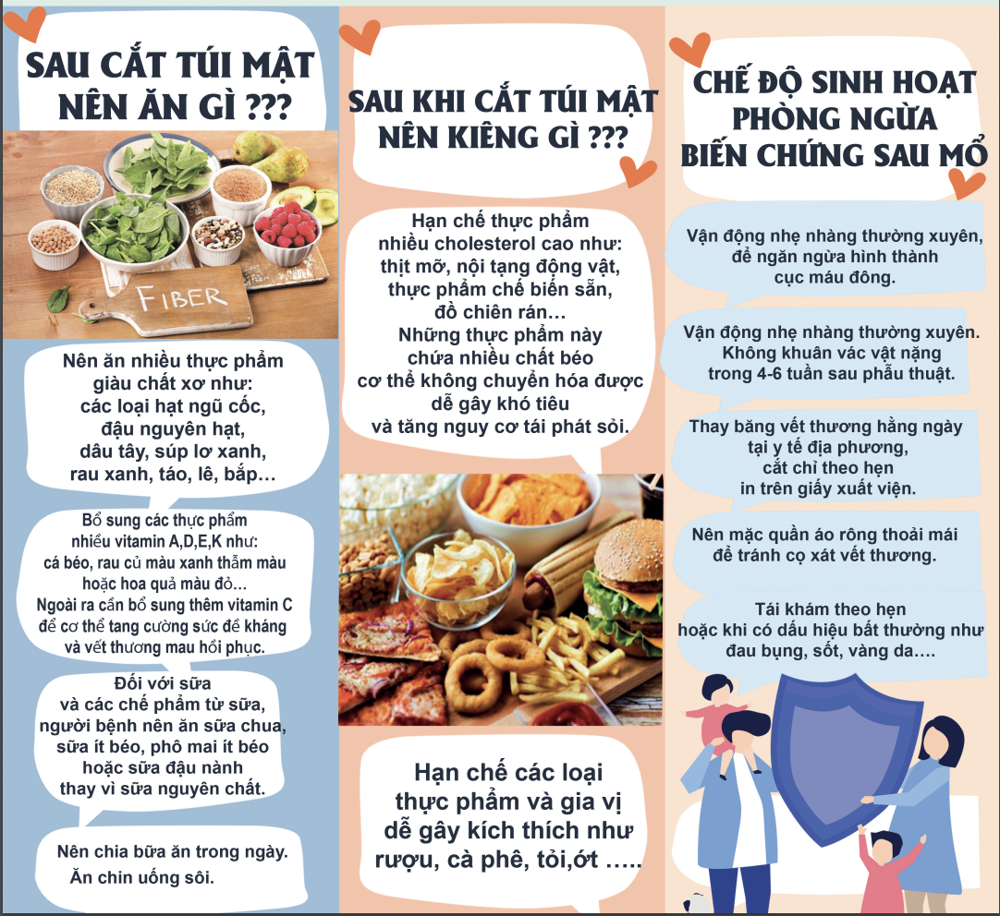 SAU CẮT TÚI MẬT
NÊN ĂN GÌ ???
FIBER
Nên ăn nhiều thực phẩm
giàu chất xơ như:
các loại hạt ngũ cốc,
đậu nguyên hạt,
dâu tây, súp lơ xanh,
rau xanh, táo, lê, bắp...
Bổ sung các thực phẩm
nhiều vitamin A,D,E,K như:
cá béo, rau củ màu xanh thẫm màu
hoặc hoa quả màu đỏ...
Ngoài ra cần bổ sung thêm vitamin C
để cơ thể tang cường sức đề kháng
và vết thương mau hồi phục.
Đối với sữa
và các chế phẩm từ sữa,
người bệnh nên ăn sữa chua,
sữa ít béo, phô mai ít béo
hoặc sữa đậu nành
thay vì sữa nguyên chất.
Nên chia bữa ăn trong ngày.
Ăn chin uống sôi.
SAU KHI CẮT TÚI MẬT
NÊN KIÊNG GÌ ???
Hạn chế thực phẩm
nhiều cholesterol cao như:
thịt mỡ, nội tạng động vật,
thực phẩm chế biến sẵn,
đồ chiên rán...
Những thực phẩm này
chứa nhiều chất béo
cơ thể không chuyển hóa được
dễ gây khó tiêu
và tăng nguy cơ tái phát sỏi.
Hạn chế các loại
thực phẩm và gia vị
dễ gây kích thích như
rượu, cà phê, tỏi,ớt .....
CHẾ ĐỘ SINH HOẠT
PHÒNG NGỪA
BIẾN CHỨNG SAU MỔ
Vận động nhẹ nhàng thường xuyên,
để ngăn ngừa hình thành
cục máu đông.
Vận động nhẹ nhàng thường xuyên.
Không khuân vác vật nặng
trong 4-6 tuần sau phẫu thuật.
Thay băng vết thương hằng ngày
tại y tế địa phương,
cắt chỉ theo hẹn
in trên giấy xuất viện.
Nên mặc quần áo rông thoải mái
để tránh cọ xát vết thương.
Tái khám theo hẹn
hoặc khi có dấu hiệu bất thường như
đau bụng, sốt, vàng da....